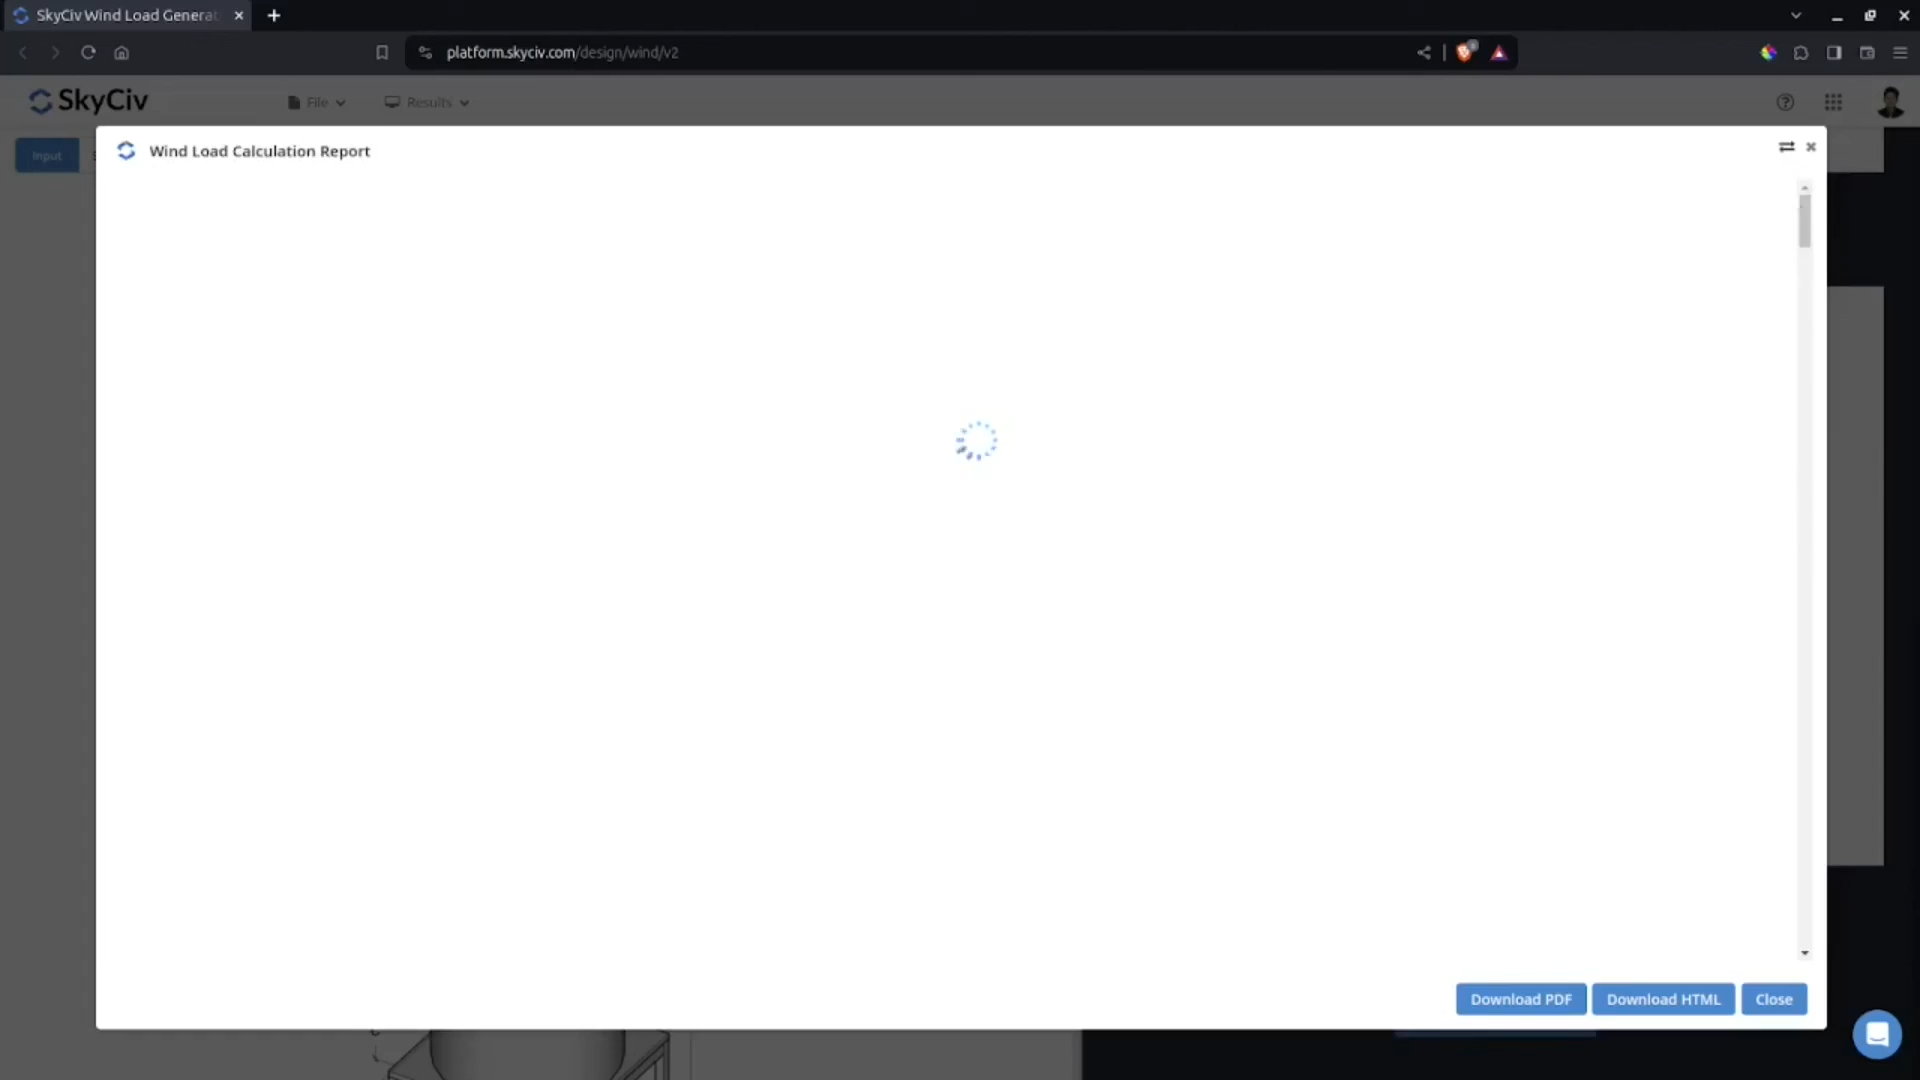 SkyCiv Wind Load Generat
platform.skyciv.com/design/wind/v2
SkyCiv
File
Results
Input
Wind Load Calculation Report
Download PDF
Download HTML
Close